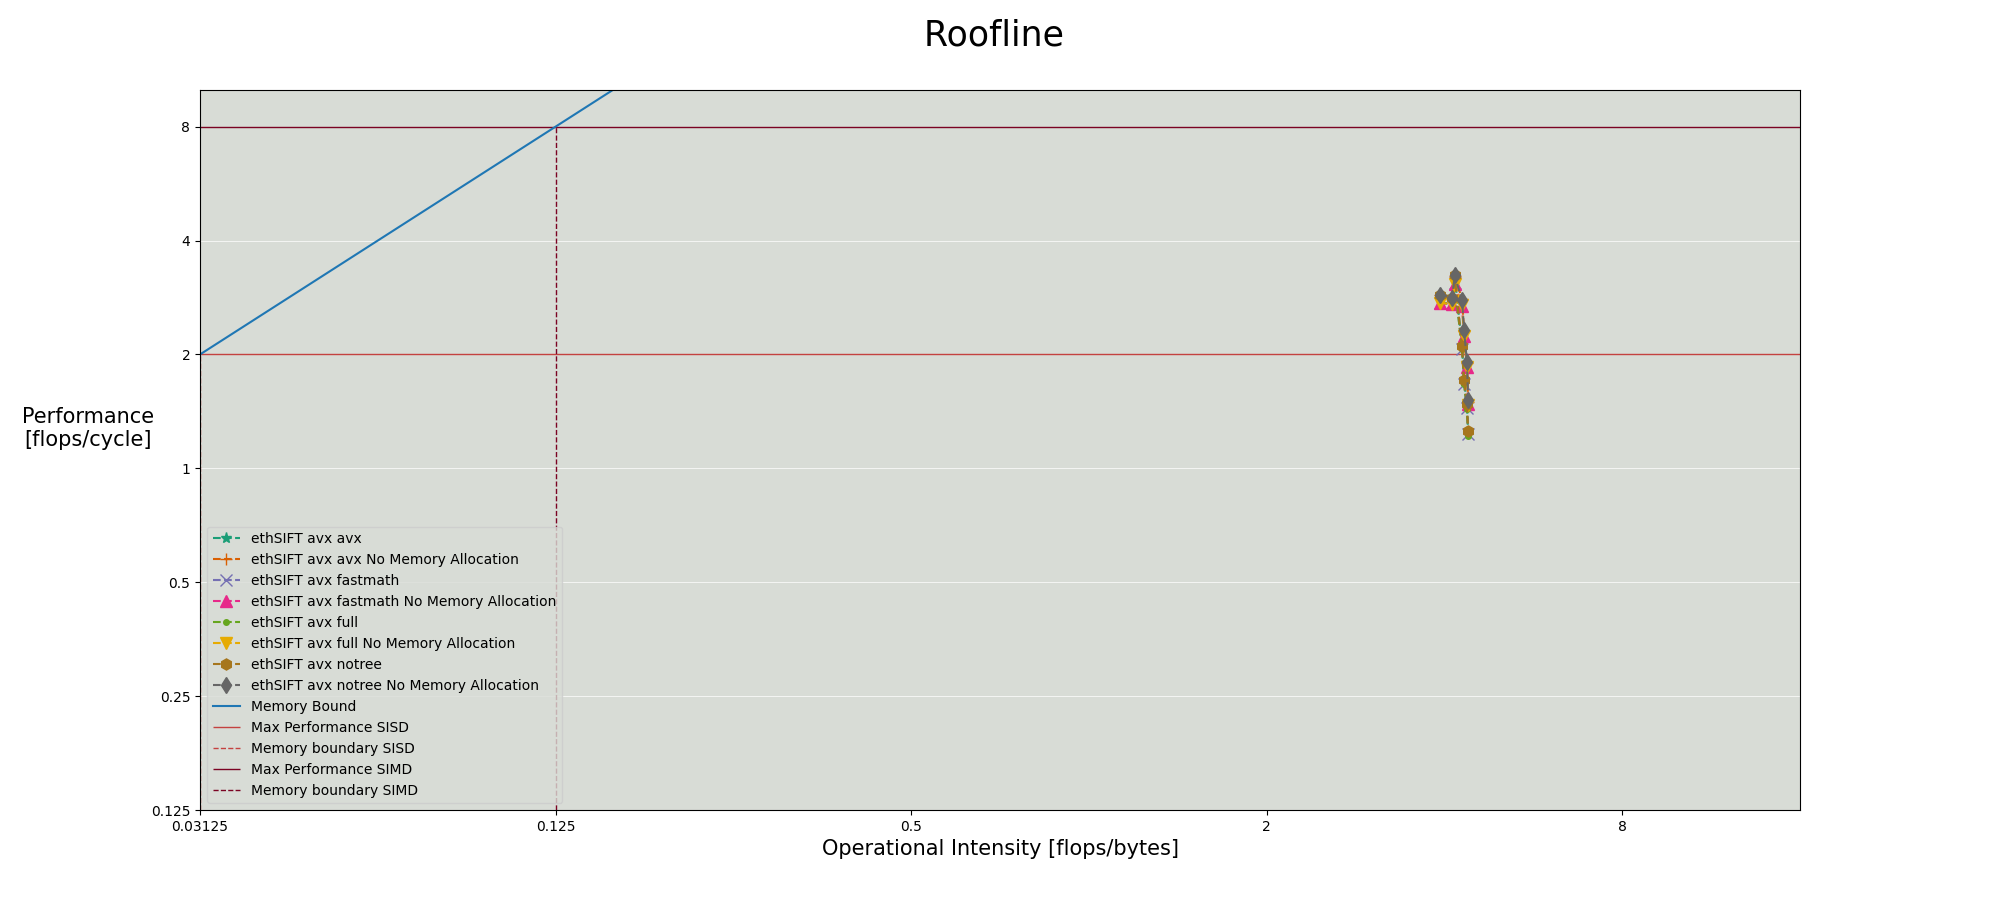 Roofline
8
4
2
1
0.5
0.25
0.125
Performance
[flops/cycle]
ethSIFT avx avx
ethSIFT avx avx No Memory Allocation
ethSIFT avx fastmath
ethSIFT avx fastmath No Memory Allocation
ethSIFT avx full
ethSIFT avx full No Memory Allocation
ethSIFT avx notree
ethSIFT avx notree No Memory Allocation
Memory Bound
Max Performance SISD
Memory boundary SISD
Max Performance SIMD
Memory boundary SIMD
0.03125 0.125 0.5 2 8
Operational Intensity [flops/bytes]